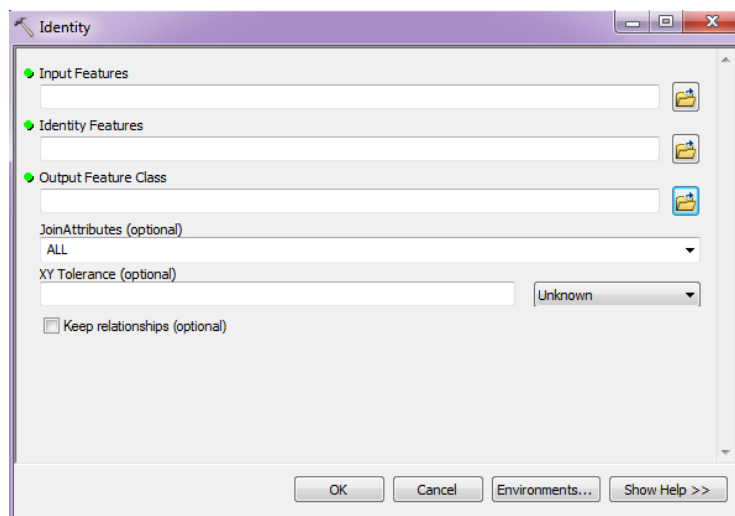 Identity
Input Features
Identity Features
Output Feature Class
JoinAttributes (optional)
ALL
XY Tolerance (optional)
Unknown
Keep relationships (optional)
OK Cancel Environments... Show Help >>